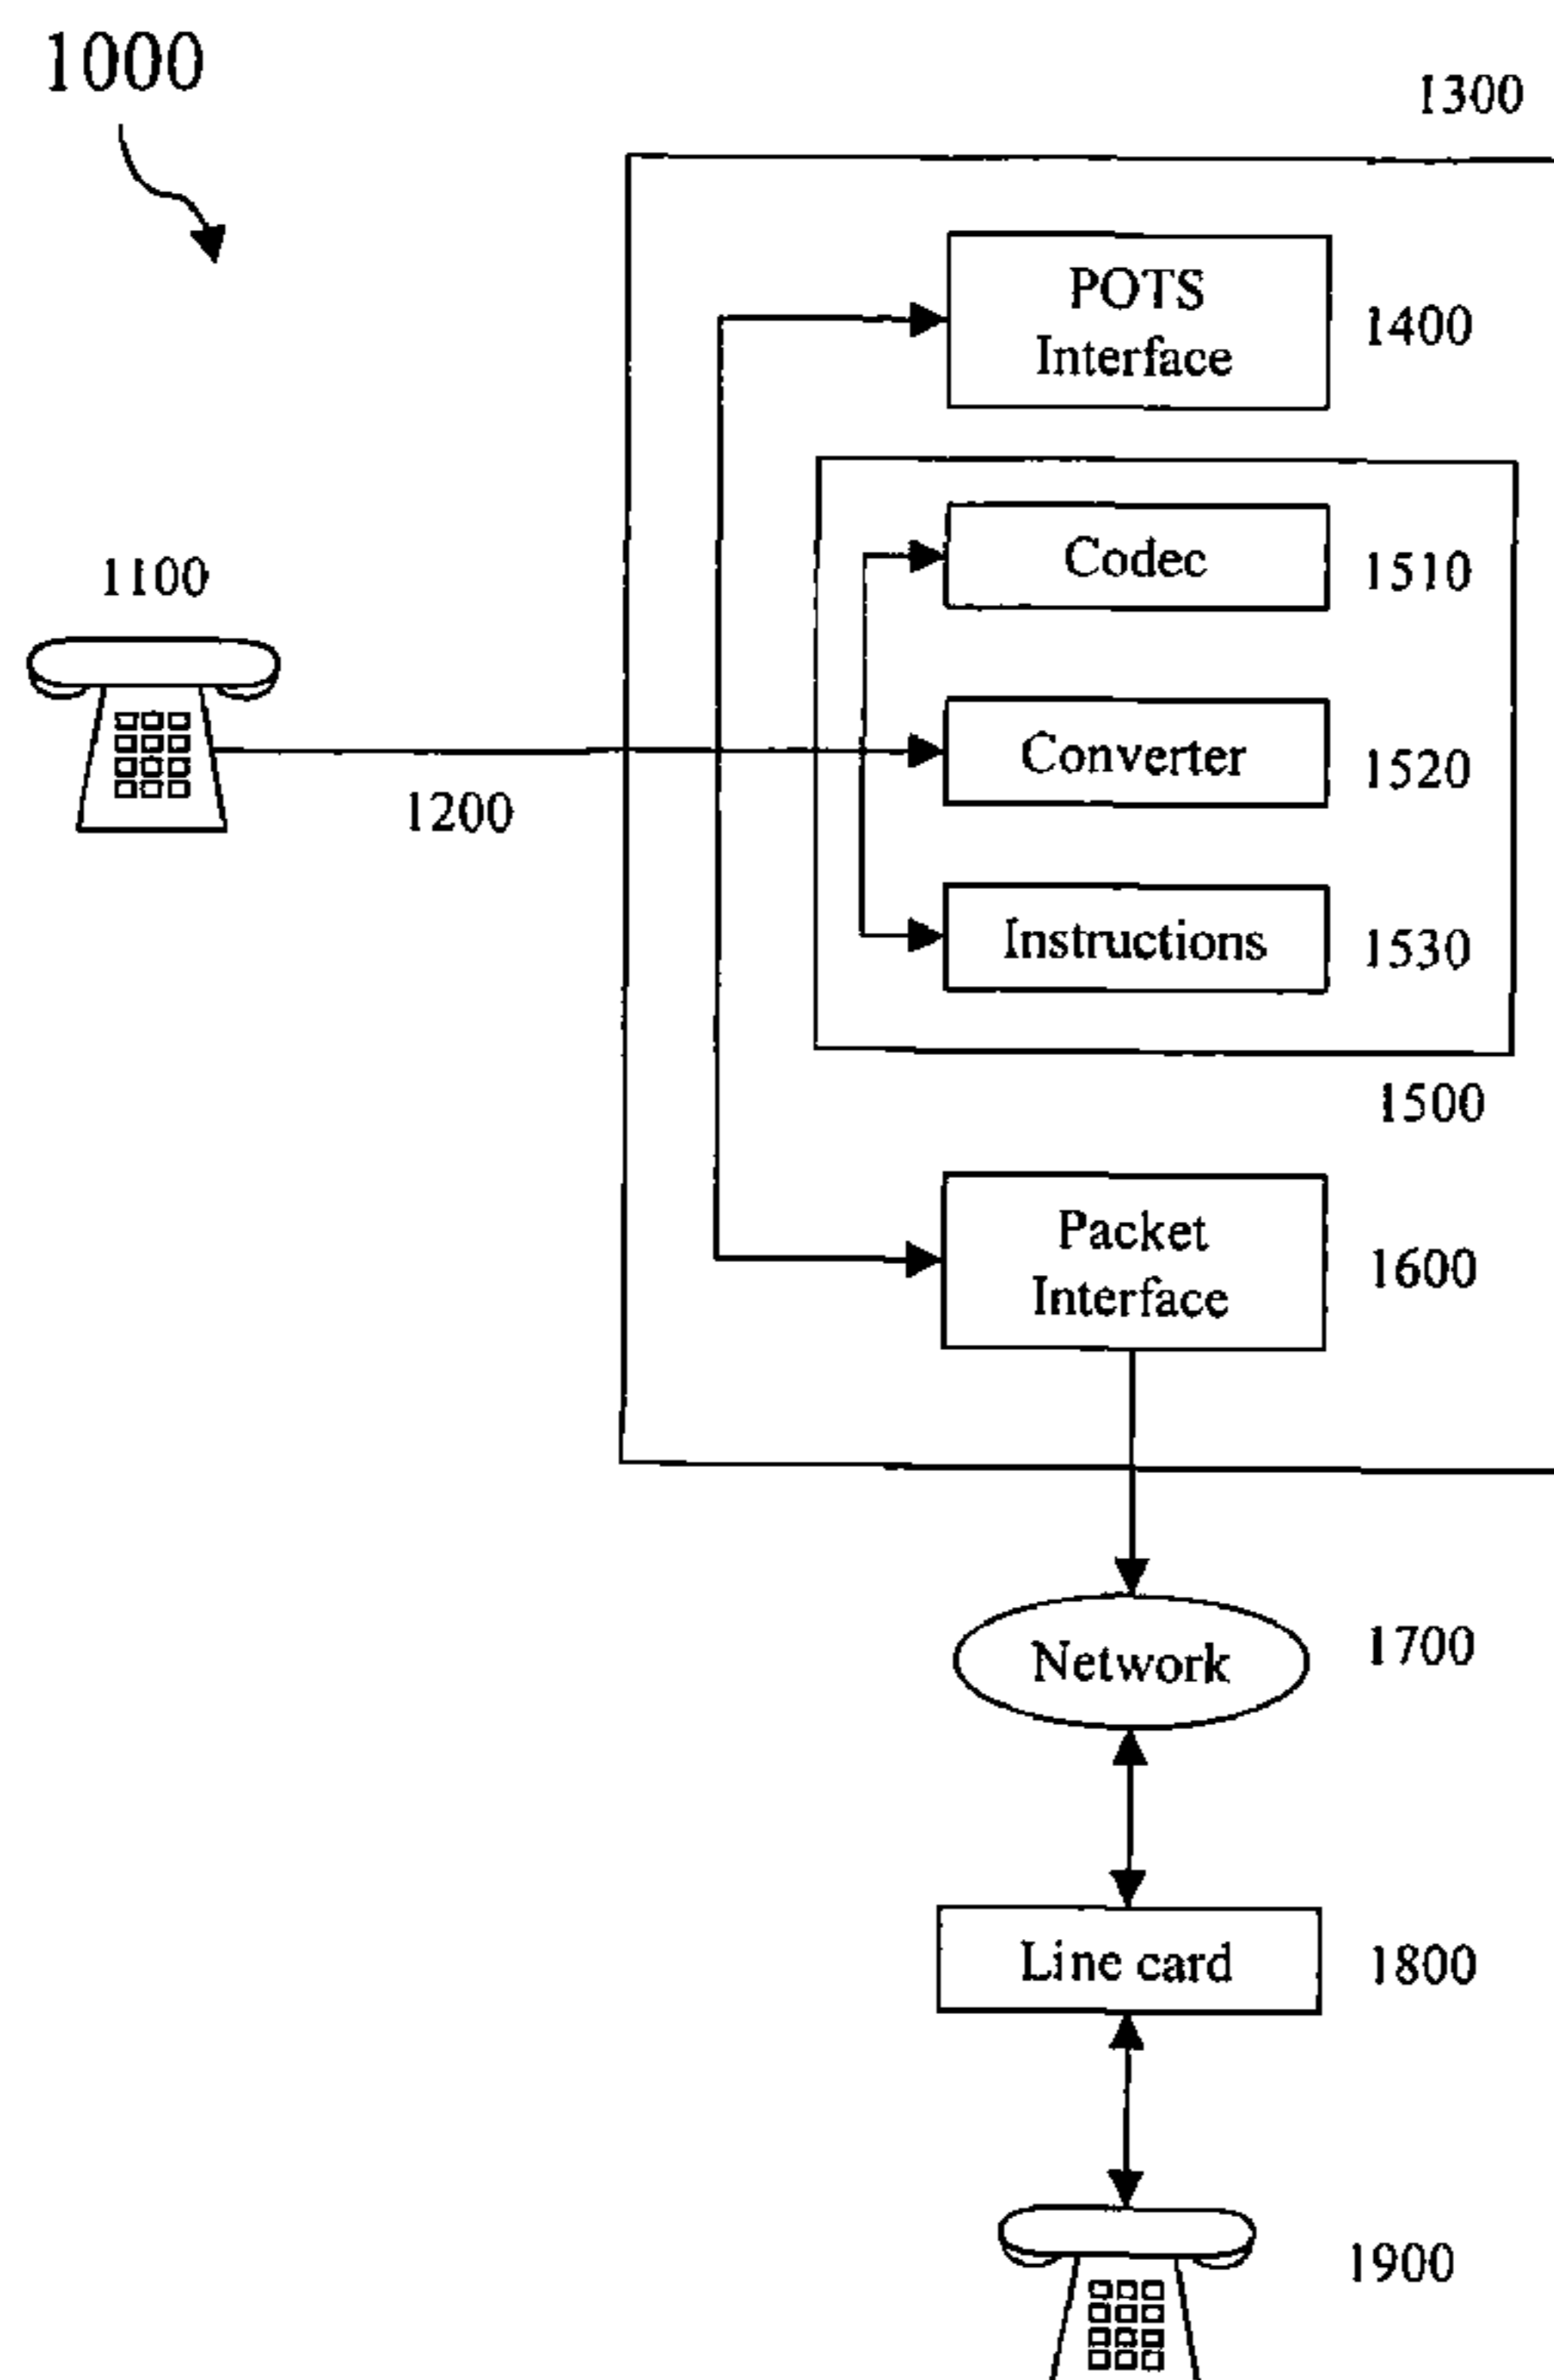 1000
1300
POTS
Interface
1400
Codec
1510
1100
Converter
1520
1200
Instructions
1530
1500
Packet
Interface
1600
Network
1700
Line card
1800
1900